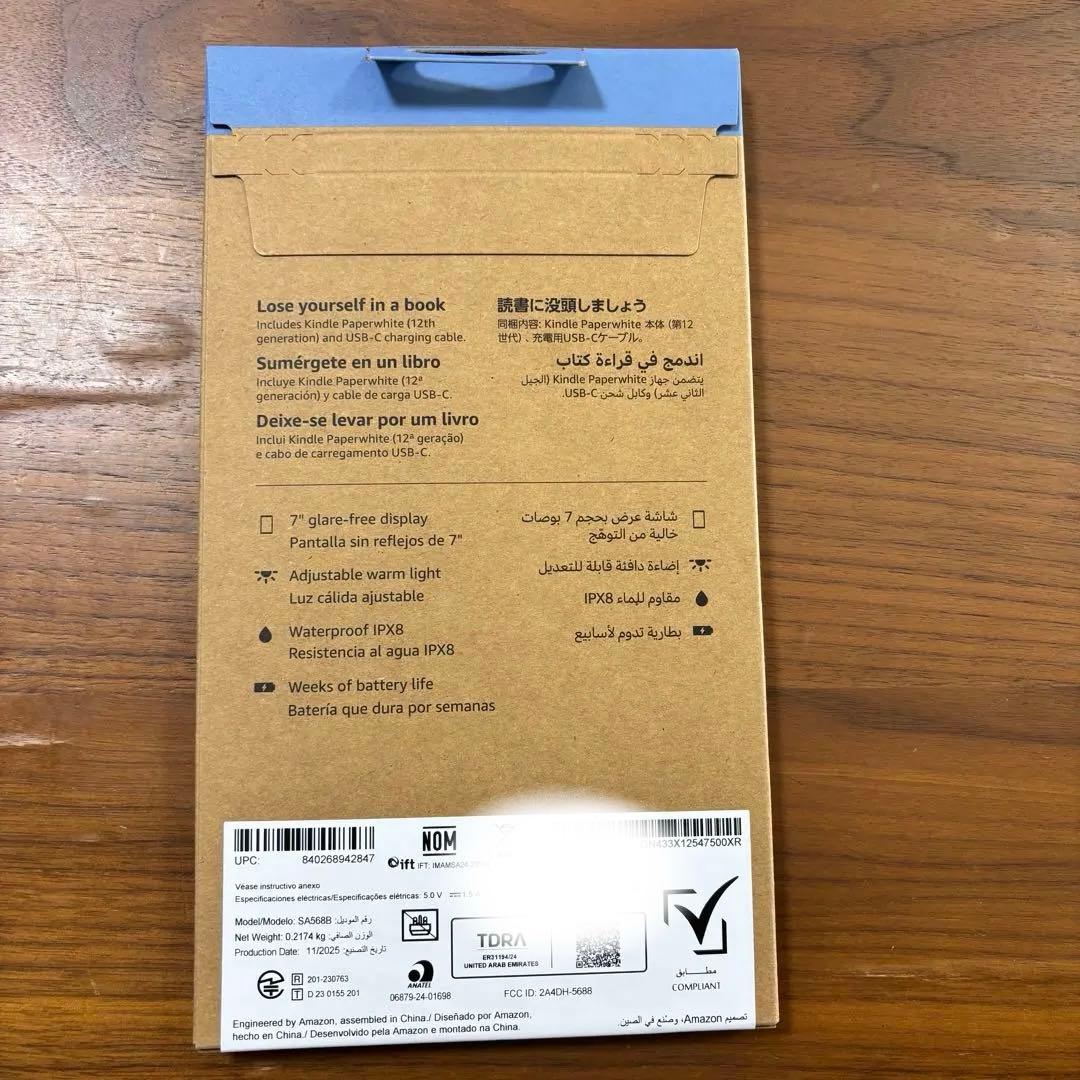 Lose yourself in a book
Includes Kindle Paperwhite (12th
generation) and USB-C charging cable.
Sumérgete en un libro
Incluye Kindle Paperwhite (12ª
generación) y cable de carga USB-C.
Deixe-se levar por um livro
Inclui Kindle Paperwhite (12ª geração)
e cabo de carregamento USB-C.
読書に没頭しましょう
同梱内容: Kindle Paperwhite 本体 (第12
世代) 、充電用USB-Cケーブル。
اندمج في قراءة كتاب
يتضمن جهاز Kindle Paperwhite (الجيل
الثاني عشر) وكابل شحن USB-C.
7" glare-free display
Pantalla sin reflejos de 7"
Adjustable warm light
Luz cálida ajustable
Waterproof IPX8
Resistencia al agua IPX8
Weeks of battery life
Batería que dura por semanas
شاشة عرض بحجم 7 بوصات
خالية من التوهّج
إضاءة دافئة قابلة للتعديل
مقاوم للماء IPX8
بطارية تدوم لأسابيع
UPC: 840268942847
NOM
ift IFT:
N433X12547500XR
Véase instructivo anexo
Especificaciones eléctricas/Especificações elétricas: 5.0 V
Model/Modelo: SA568B رقم الموديل:
Net Weight: 0.2174 kg الوزن الصافي:
Production Date: 11/2025 تاريخ التصنيع:
R 201-230763
T D 23 0155 201
ANATEL
06879-24-01698
TDRA
ER31194/24
UNITED ARAB EMIRATES
FCC ID: 2A4DH-5688
مطابق
COMPLIANT
Engineered by Amazon, assembled in China./ Diseñado por Amazon,
hecho en China./ Desenvolvido pela Amazon e montado na China.
تصميم Amazon، وصُنع في الصين.